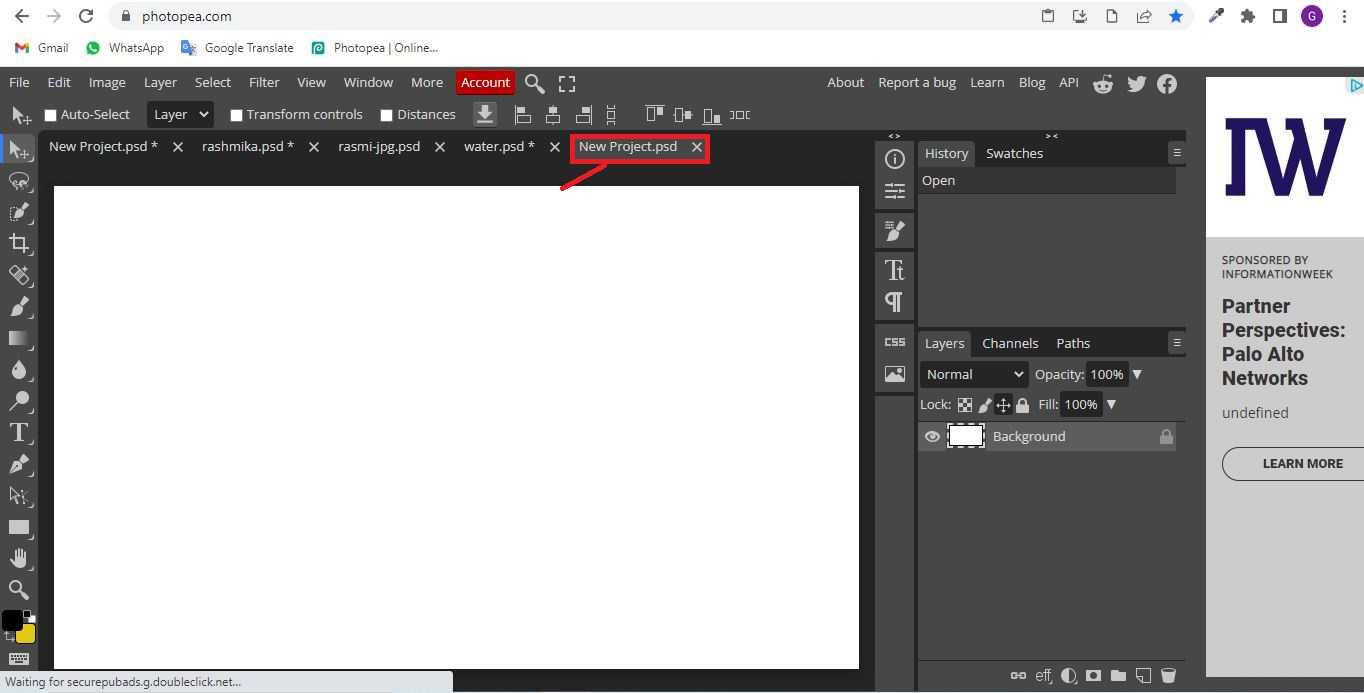 photopea.com
G
Gmail WhatsApp Google Translate Photopea | Online...
File Edit Image Layer Select Filter View Window More Account About Report a bug Learn Blog API
Auto-Select Layer Transform controls Distances
New Project.psd * rashmika.psd * rasmi-jpg.psd water.psd * New Project.psd
< > > <
History Swatches
Open
Tt
CSS
Layers Channels Paths
Normal Opacity: 100%
Lock: Fill: 100%
Background
eff
T
IW
SPONSORED BY
INFORMATIONWEEK
Partner
Perspectives:
Palo Alto
Networks
undefined
LEARN MORE
Waiting for securepubads.g.doubleclick.net...